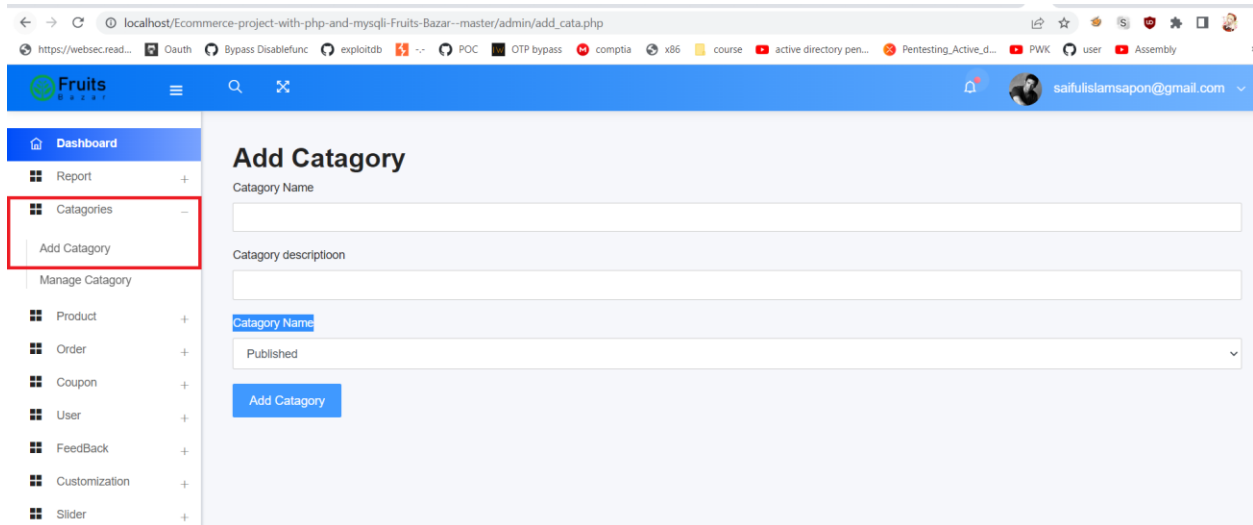 localhost/Ecommerce-project-with-php-and-mysqli-Fruits-Bazar--master/admin/add_cata.php
https://websec.read... Oauth Bypass Disablefunc exploitdb -.- POC OTP bypass comptia x86 course active directory pen... Pentesting_Active_d... PWK user Assembly
Fruits
Bazar
saifulislamsapon@gmail.com
Dashboard
Report
Catagories
Add Catagory
Manage Catagory
Product
Order
Coupon
User
FeedBack
Customization
Slider
Add Catagory
Catagory Name
Catagory descriptioon
Catagory Name
Published
Add Catagory